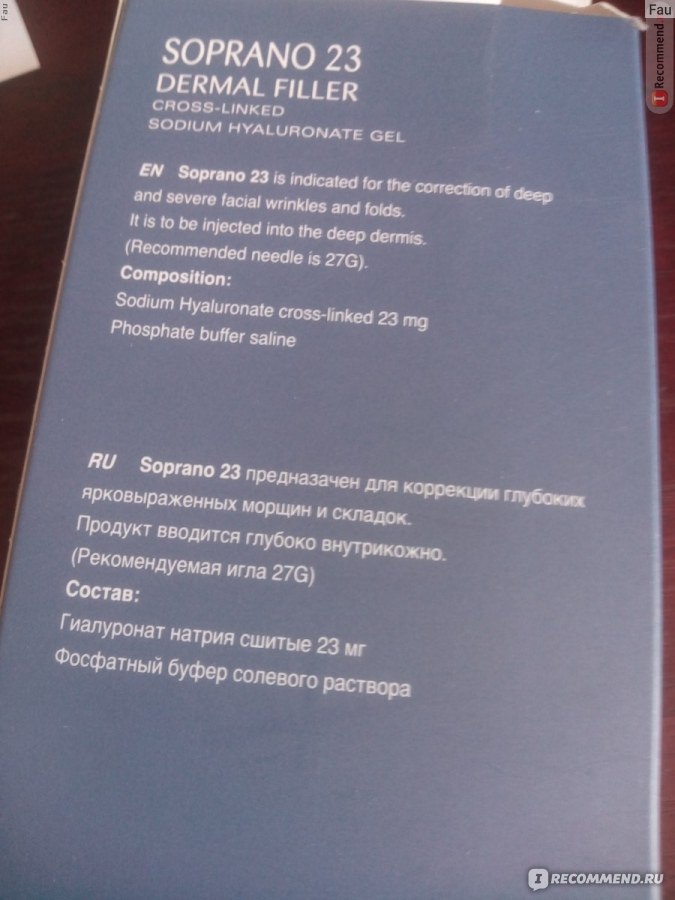 Fau
Fau
I Recommend
SOPRANO 23
DERMAL FILLER
CROSS-LINKED
SODIUM HYALURONATE GEL
EN Soprano 23 is indicated for the correction of deep
and severe facial wrinkles and folds.
It is to be injected into the deep dermis.
(Recommended needle is 27G).
Composition:
Sodium Hyaluronate cross-linked 23 mg
Phosphate buffer saline
RU Soprano 23 предназачен для коррекции глубоких
ярковыраженных морщин и складок.
Продукт вводится глубоко внутрикожно.
(Рекомендуемая игла 27G)
Состав:
Гиалуронат натрия сшитые 23 мг
Фосфатный буфер солевого раствора
I RECOMMEND.RU